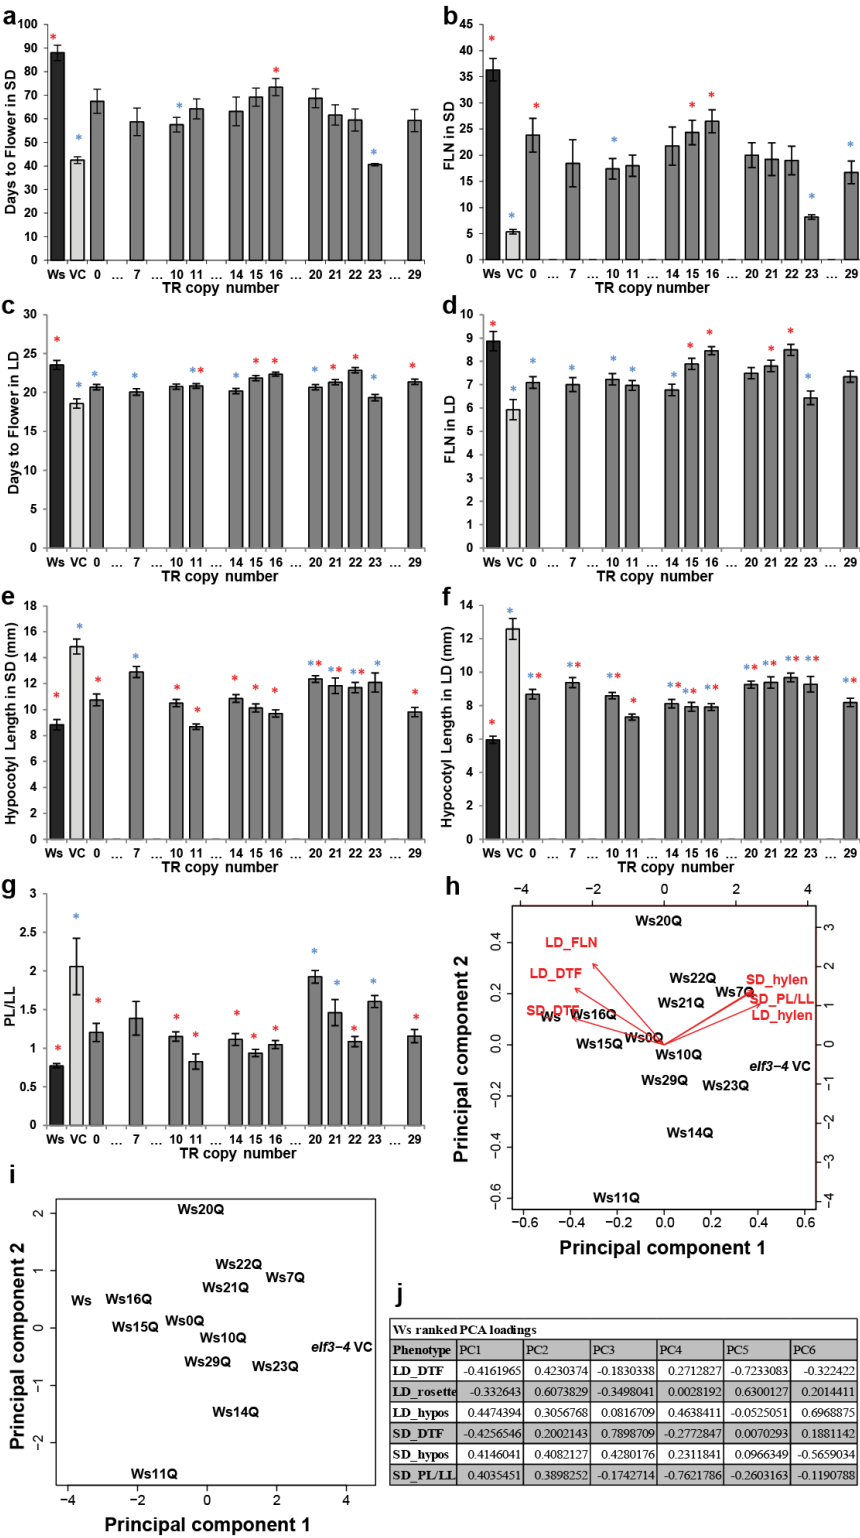 a
100
90
80
70
60
50
40
30
20
10
0
Days to Flower in SD
* * * * *
Ws VC 0 ... 7 ... 10 11 ... 14 15 16 ... 20 21 22 23 ... 29
TR copy number
b
45
40
35
30
25
20
15
10
5
0
FLN in SD
* * * * * * * *
Ws VC 0 ... 7 ... 10 11 ... 14 15 16 ... 20 21 22 23 ... 29
TR copy number
c
30
25
20
15
10
5
0
Days to Flower in LD
* * * * ** * * * * * * * *
Ws VC 0 ... 7 ... 10 11 ... 14 15 16 ... 20 21 22 23 ... 29
TR copy number
d
10
9
8
7
6
5
4
3
2
1
0
FLN in LD
* * * * * * * * * * * *
Ws VC 0 ... 7 ... 10 11 ... 14 15 16 ... 20 21 22 23 ... 29
TR copy number
e
18
16
14
12
10
8
6
4
2
0
Hypocotyl Length in SD (mm)
* * * * * * * * * ** ** ** * *
Ws VC 0 ... 7 ... 10 11 ... 14 15 16 ... 20 21 22 23 ... 29
TR copy number
f
14
12
10
8
6
4
2
0
Hypocotyl Length in LD (mm)
* * ** ** ** * ** ** ** ** ** ** ** **
Ws VC 0 ... 7 ... 10 11 ... 14 15 16 ... 20 21 22 23 ... 29
TR copy number
g
3
2.5
2
1.5
1
0.5
0
PL/LL
* * * * * * * * * * * * *
Ws VC 0 ... 7 ... 10 11 ... 14 15 16 ... 20 21 22 23 ... 29
TR copy number
h
−4 −2 0 2 4
0.4
0.2
0.0
−0.2
−0.4
−0.6
3
2
1
0
−1
−2
−3
−4
Principal component 2
Ws20Q
LD_FLN
LD_DTF
Ws22Q
SD_hylen
Ws7Q
SD_PL/LL
Ws21Q
SD_DTF
Ws
Ws16Q
LD_hylen
Ws0Q
Ws15Q
Ws10Q
elf3−4 VC
Ws29Q
Ws23Q
Ws14Q
Ws11Q
−0.6 −0.4 −0.2 0.0 0.2 0.4 0.6
Principal component 1
i
2
1
0
−1
−2
Principal component 2
Ws20Q
Ws22Q
Ws7Q
Ws21Q
Ws
Ws16Q
Ws0Q
Ws15Q
Ws10Q
elf3−4 VC
Ws29Q
Ws23Q
Ws14Q
Ws11Q
−4 −2 0 2 4
Principal component 1
j
Ws ranked PCA loadings
Phenotype PC1 PC2 PC3 PC4 PC5 PC6
LD_DTF -0.4161965 0.4230374 -0.1830338 0.2712827 -0.7233083 -0.322422
LD_rosette -0.332643 0.6073829 -0.3498041 0.0028192 0.6300127 0.2014411
LD_hypos 0.4474394 0.3056768 0.0816709 0.4638411 -0.0525051 0.6968875
SD_DTF -0.4256546 0.2002143 0.7898709 -0.2772847 0.0070293 0.1881142
SD_hypos 0.4146041 0.4082127 0.4280176 0.2311841 0.0966349 -0.5659034
SD_PL/LL 0.4035451 0.3898252 -0.1742714 -0.7621786 -0.2603163 -0.1190788